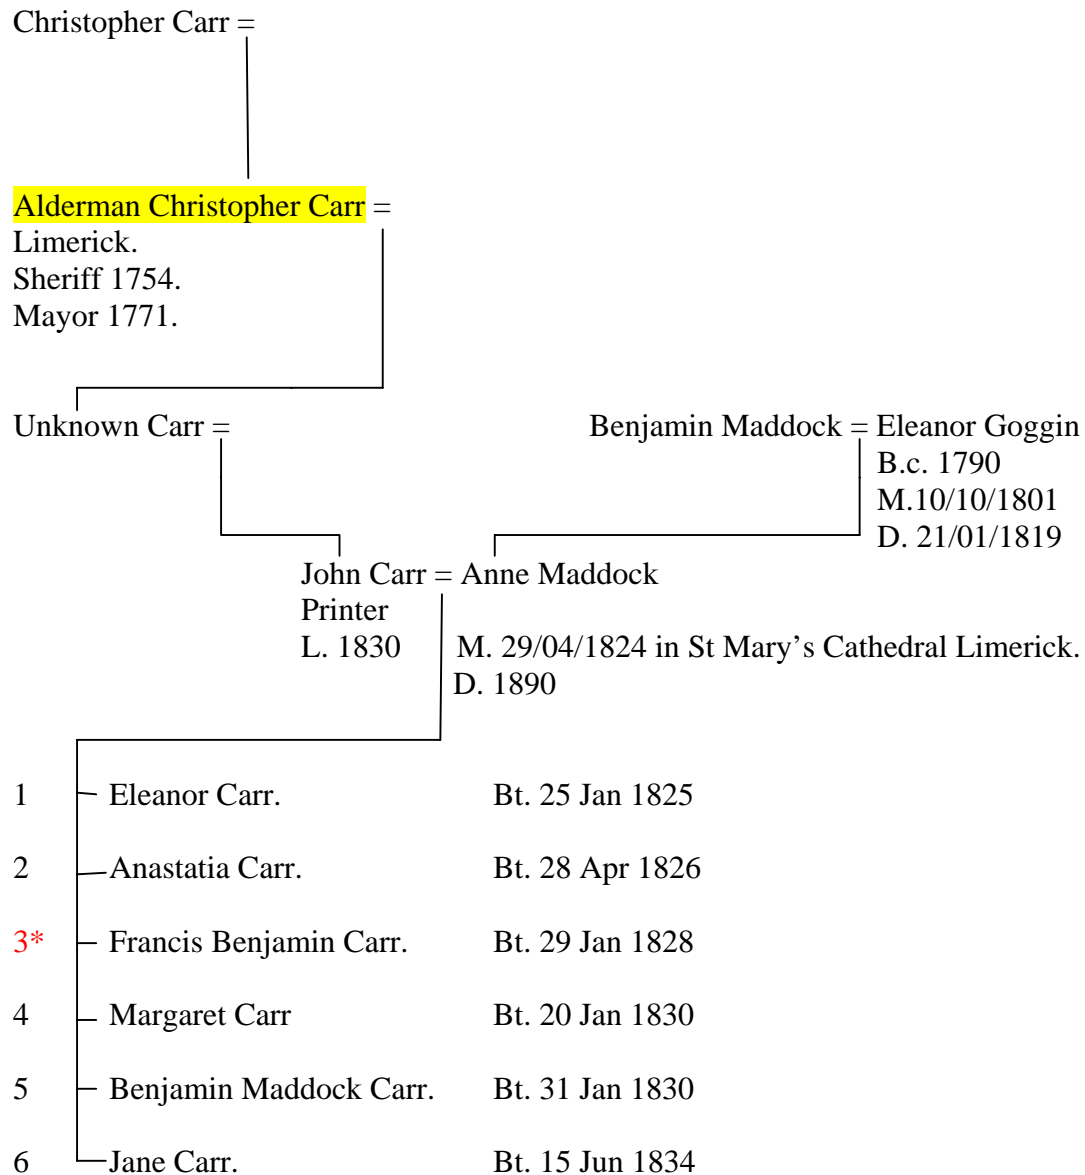 Christopher Carr =
Alderman Christopher Carr =
Limerick.
Sheriff 1754.
Mayor 1771.
Unknown Carr = Benjamin Maddock = Eleanor Goggin
B.c. 1790
M.10/10/1801
D. 21/01/1819
John Carr = Anne Maddock
Printer
L. 1830 M. 29/04/1824 in St Mary’s Cathedral Limerick.
D. 1890
1 Eleanor Carr. Bt. 25 Jan 1825
2 Anastatia Carr. Bt. 28 Apr 1826
3* Francis Benjamin Carr. Bt. 29 Jan 1828
4 Margaret Carr Bt. 20 Jan 1830
5 Benjamin Maddock Carr. Bt. 31 Jan 1830
6 Jane Carr. Bt. 15 Jun 1834